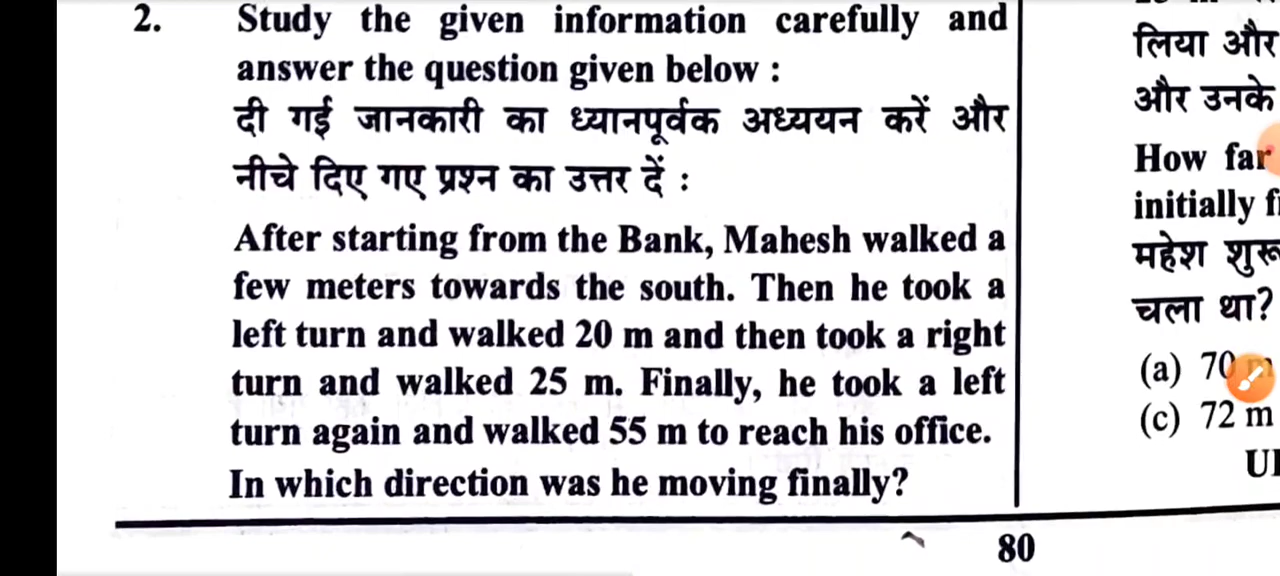 2. Study the given information carefully and
answer the question given below :
दी गई जानकारी का ध्यानपूर्वक अध्ययन करें और
नीचे दिए गए प्रश्न का उत्तर दें :
After starting from the Bank, Mahesh walked a
few meters towards the south. Then he took a
left turn and walked 20 m and then took a right
turn and walked 25 m. Finally, he took a left
turn again and walked 55 m to reach his office.
In which direction was he moving finally?
80
लिया और
और उनके
How far
initially
महेश
चला था?
(a) 70
(c) 72 m